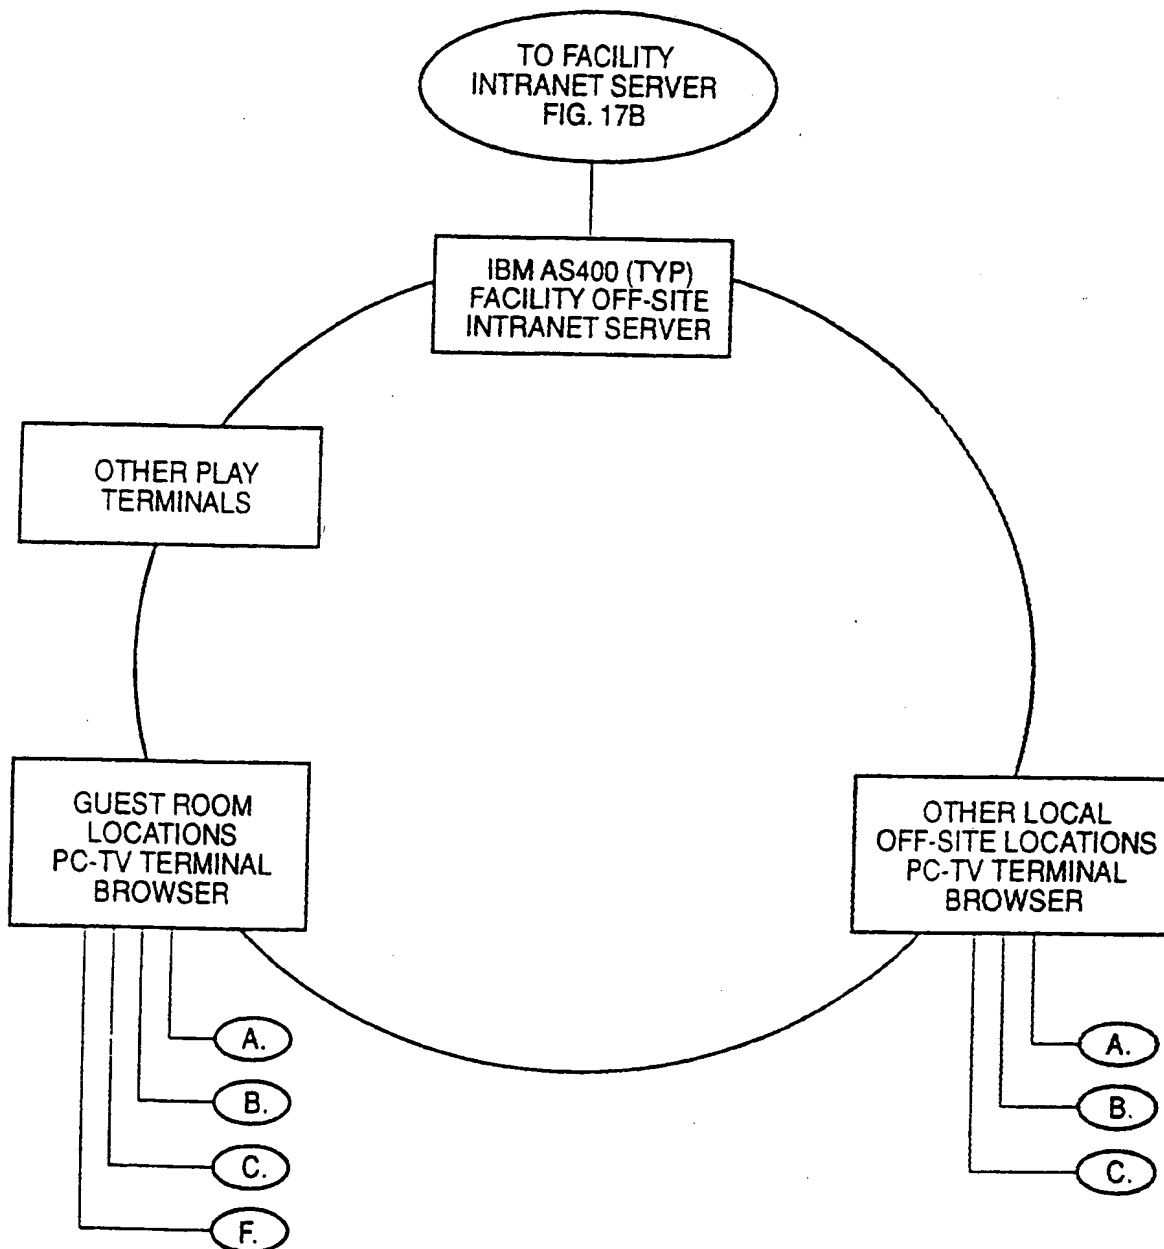 TO FACILITY
INTRANET SERVER
FIG. 17B
IBM AS400 (TYP)
FACILITY OFF-SITE
INTRANET SERVER
OTHER PLAY
TERMINALS
GUEST ROOM
LOCATIONS
PC-TV TERMINAL
BROWSER
OTHER LOCAL
OFF-SITE LOCATIONS
PC-TV TERMINAL
BROWSER
A.
B.
C.
F.
A.
B.
C.